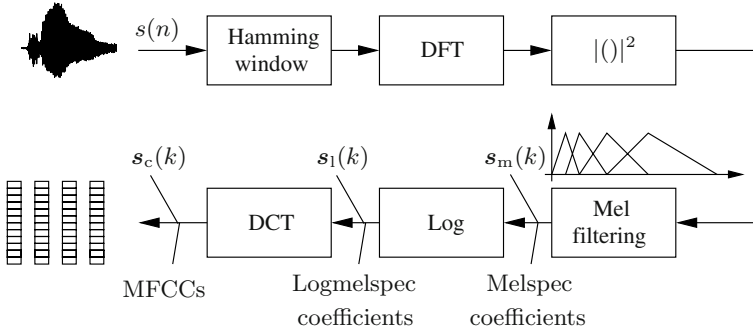 s(n)
Hamming
window
DFT
|()|²
s_c(k)
s_l(k)
s_m(k)
DCT
Log
Mel
filtering
MFCCs
Logmelspec
coefficients
Melspec
coefficients